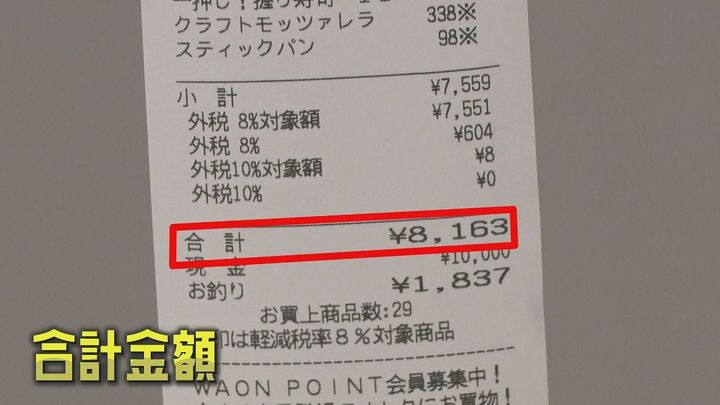 クラフトモッツァレラ 338※
スティックパン 98※
小 計 ¥7,559
外税 8%対象額 ¥7,551
外税 8% ¥604
外税10%対象額 ¥8
外税10% ¥0
合 計 ¥8,163
現 金 ¥10,000
お釣り ¥1,837
お買上商品数:29
印は軽減税率8%対象商品
合計金額
WAON POINT会員募集中!